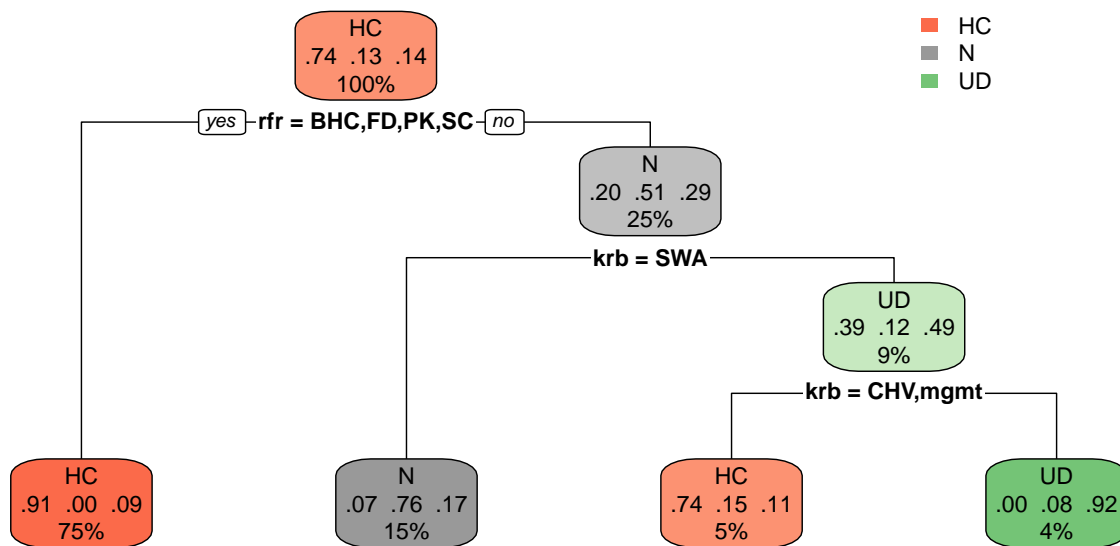 HC
.74 .13 .14
100%
HC
N
UD
yes rfr = BHC,FD,PK,SC no
N
.20 .51 .29
25%
krb = SWA
UD
.39 .12 .49
9%
krb = CHV,mgmt
HC
.91 .00 .09
75%
N
.07 .76 .17
15%
HC
.74 .15 .11
5%
UD
.00 .08 .92
4%